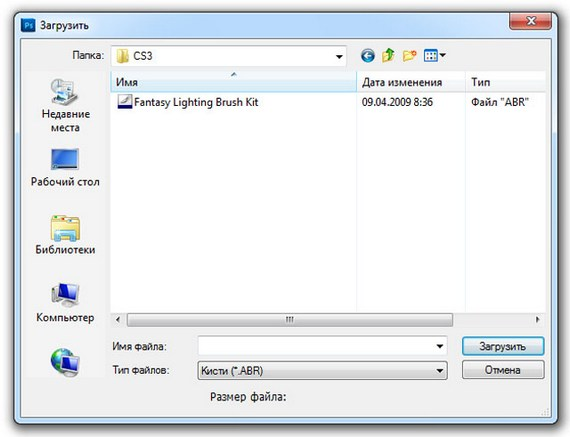 Ps Загрузить
Папка: CS3
Недавние места
Рабочий стол
Библиотеки
Компьютер
Имя Дата изменения Тип
Fantasy Lighting Brush Kit 09.04.2009 8:36 Файл "ABR"
Имя файла: Загрузить
Тип файлов: Кисти (*.ABR) Отмена
Размер файла: